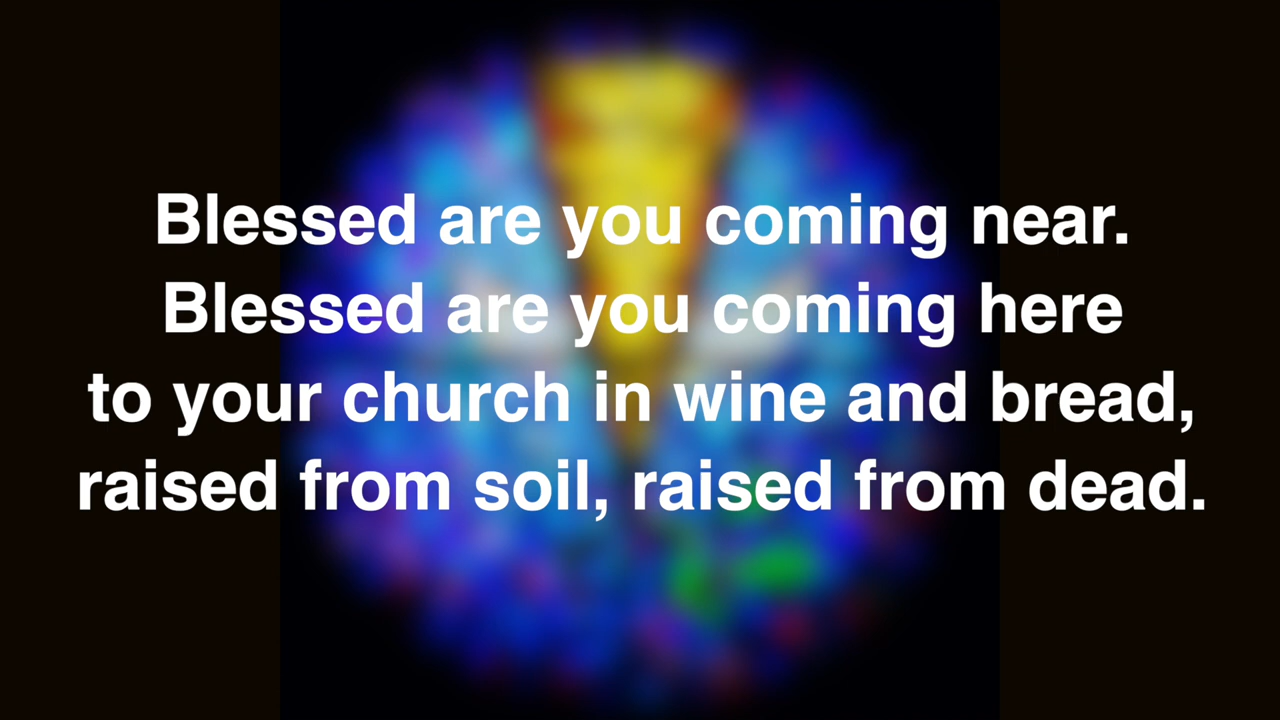 Blessed are you coming near.
Blessed are you coming here
to your church in wine and bread,
raised from soil, raised from dead.